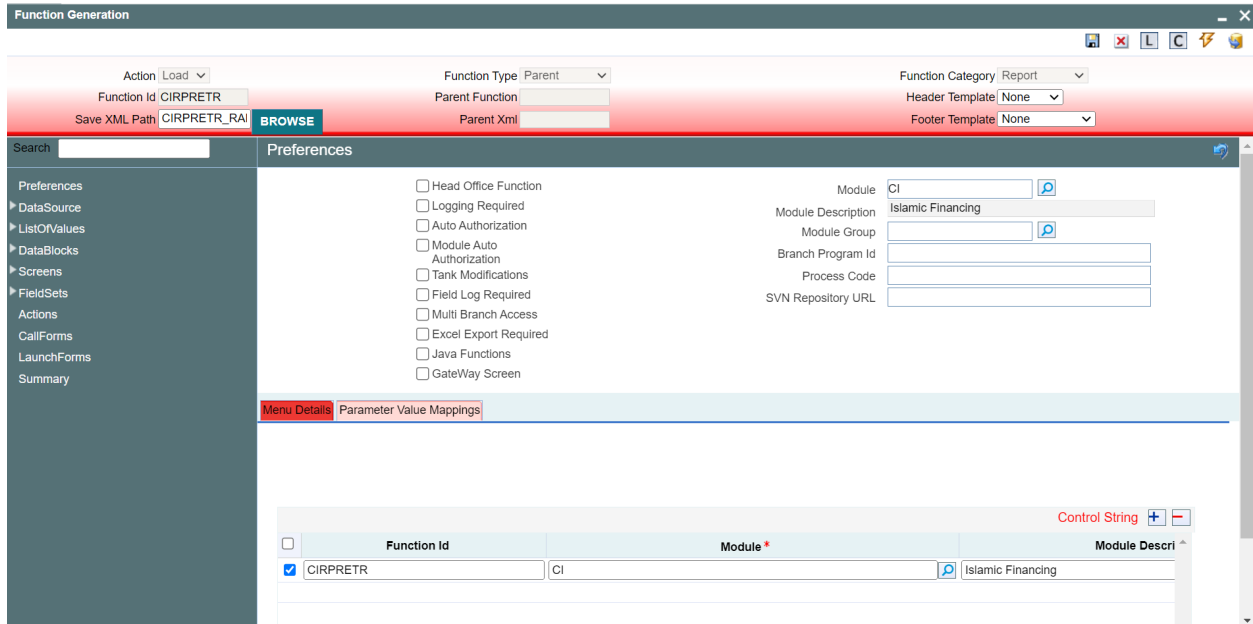 Function Generation
L C
Action Load Function Type Parent Function Category Report
Function Id CIRPRETR Parent Function Header Template None
Save XML Path CIRPRETR_RAI BROWSE Parent Xml Footer Template None
Search Preferences
Preferences
DataSource
ListOfValues
DataBlocks
Screens
FieldSets
Actions
CallForms
LaunchForms
Summary
Head Office Function
Logging Required
Auto Authorization
Module Auto
Authorization
Tank Modifications
Field Log Required
Multi Branch Access
Excel Export Required
Java Functions
GateWay Screen
Module CI
Module Description Islamic Financing
Module Group
Branch Program Id
Process Code
SVN Repository URL
Menu Details Parameter Value Mappings
Control String
Function Id Module * Module Descri
CIRPRETR CI Islamic Financing